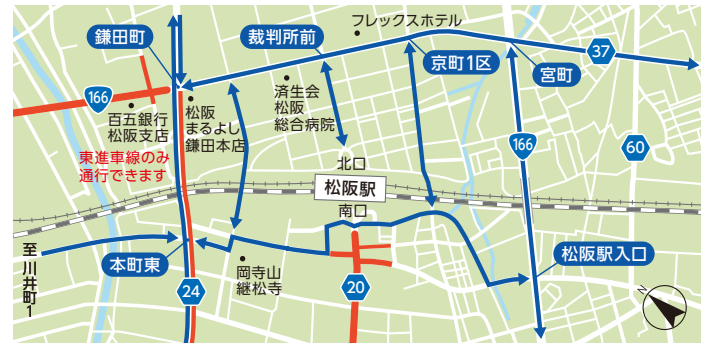 フレックスホテル
鎌田町
裁判所前
京町1区
宮町
37
166
百五銀行
松阪支店
松阪
まるよし
鎌田本店
済生会
松阪
総合病院
166
60
東進車線のみ
通行できます
北口
松阪駅
南口
至川井町1
本町東
岡寺山
継松寺
松阪駅入口
24
20
N